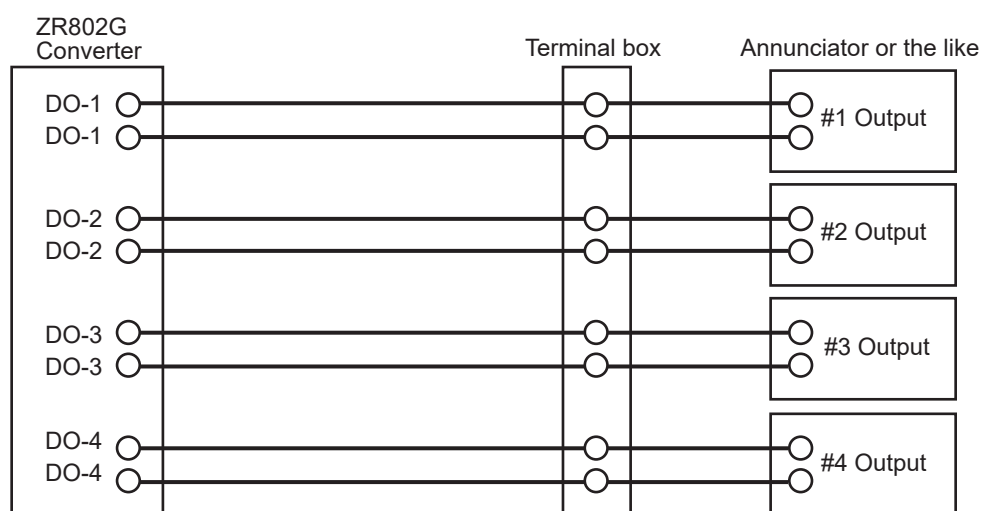 ZR802G
Converter
Terminal box
Annunciator or the like
DO-1
DO-1
#1 Output
DO-2
DO-2
#2 Output
DO-3
DO-3
#3 Output
DO-4
DO-4
#4 Output